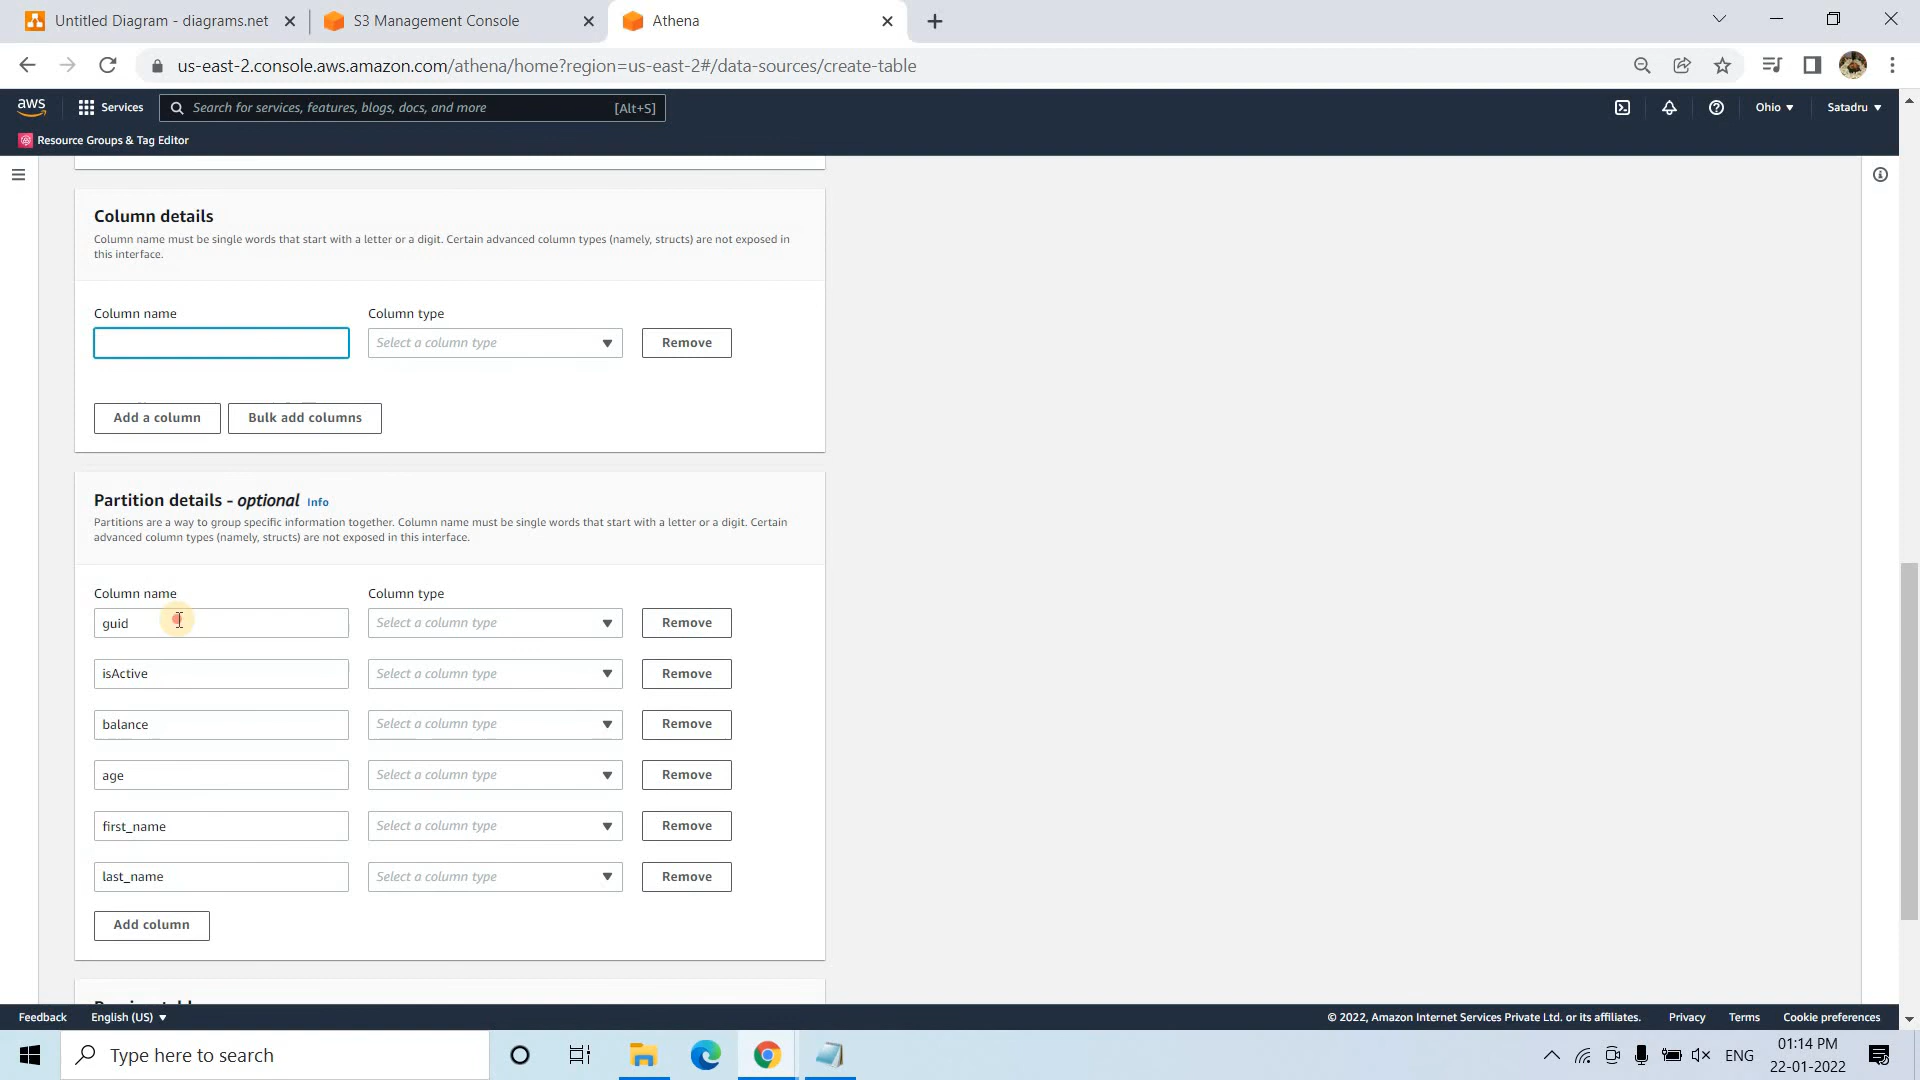 Untitled Diagram - diagrams.net
S3 Management Console
Athena
us-east-2.console.aws.amazon.com/athena/home?region=us-east-2#/data-sources/create-table
aws
Services
Search for services, features, blogs, docs, and more
[Alt+S]
Ohio
Satadru
Resource Groups & Tag Editor
Column details
Column name must be single words that start with a letter or a digit. Certain advanced column types (namely, structs) are not exposed in
this interface.
Column name
Column type
Select a column type
Remove
Add a column
Bulk add columns
Partition details - optional Info
Partitions are a way to group specific information together. Column name must be single words that start with a letter or a digit. Certain
advanced column types (namely, structs) are not exposed in this interface.
Column name
Column type
guid
Select a column type
Remove
isActive
Select a column type
Remove
balance
Select a column type
Remove
age
Select a column type
Remove
first_name
Select a column type
Remove
last_name
Select a column type
Remove
Add column
Feedback
English (US)
© 2022, Amazon Internet Services Private Ltd. or its affiliates.
Privacy
Terms
Cookie preferences
Type here to search
ENG
01:14 PM
22-01-2022